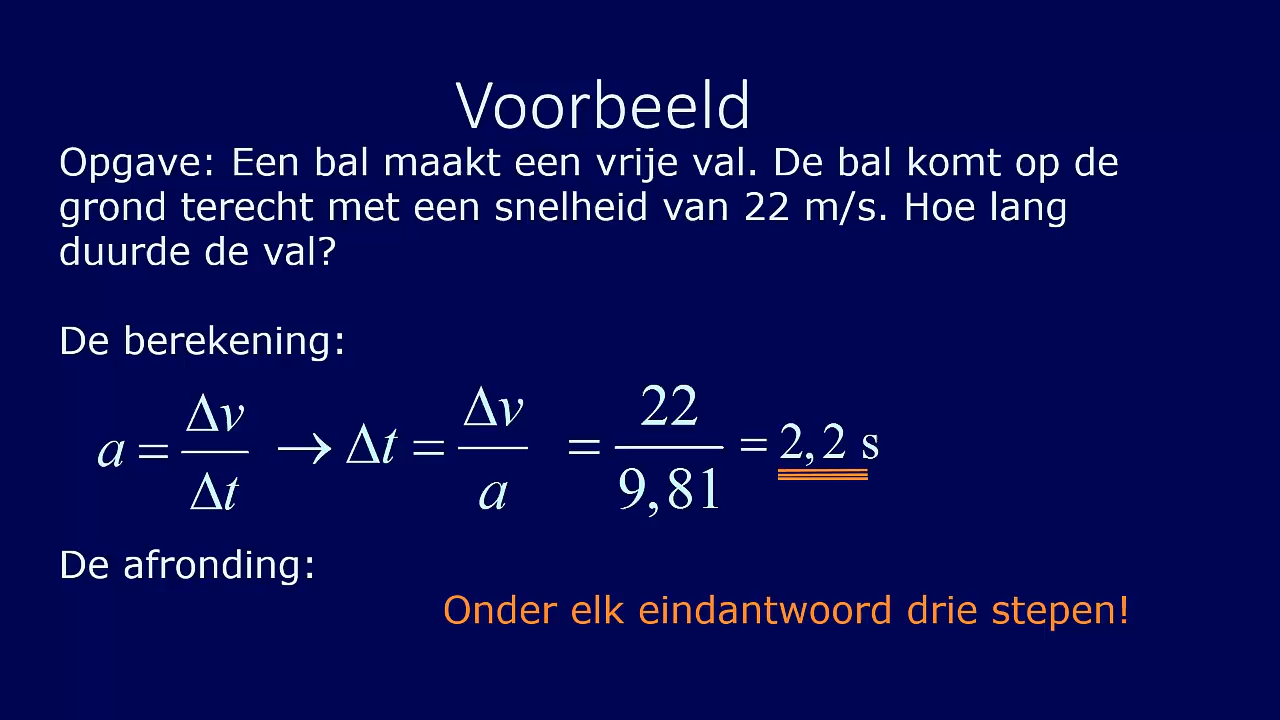 Voorbeeld
Opgave: Een bal maakt een vrije val. De bal komt op de
grond terecht met een snelheid van 22 m/s. Hoe lang
duurde de val?
De berekening:
a = Δv/Δt → Δt = Δv/a = 22/9,81 = 2,2 s
De afronding:
Onder elk eindantwoord drie stepen!